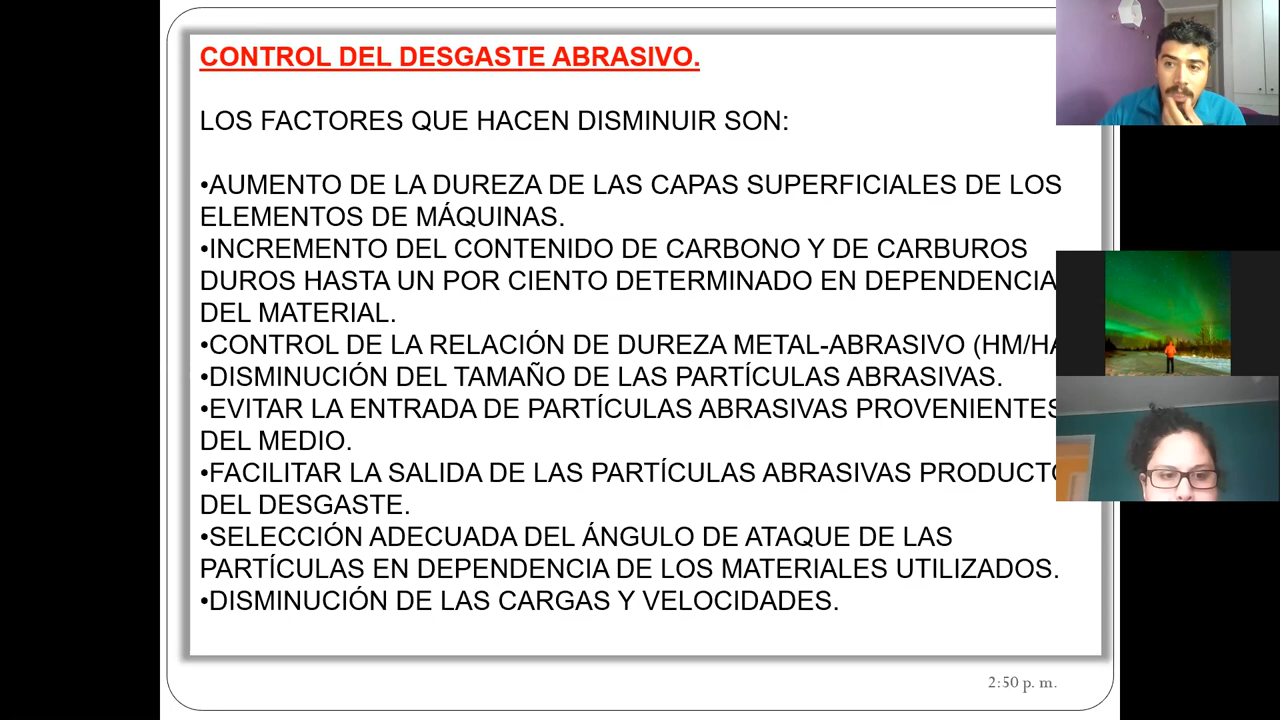 CONTROL DEL DESGASTE ABRASIVO.
LOS FACTORES QUE HACEN DISMINUIR SON:
•AUMENTO DE LA DUREZA DE LAS CAPAS SUPERFICIALES DE LOS
ELEMENTOS DE MÁQUINAS.
•INCREMENTO DEL CONTENIDO DE CARBONO Y DE CARBUROS
DUROS HASTA UN POR CIENTO DETERMINADO EN DEPENDENCIA
DEL MATERIAL.
•CONTROL DE LA RELACIÓN DE DUREZA METAL-ABRASIVO (HM/HA
•DISMINUCIÓN DEL TAMAÑO DE LAS PARTÍCULAS ABRASIVAS.
•EVITAR LA ENTRADA DE PARTÍCULAS ABRASIVAS PROVENIENTES
DEL MEDIO.
•FACILITAR LA SALIDA DE LAS PARTÍCULAS ABRASIVAS PRODUCTO
DEL DESGASTE.
•SELECCIÓN ADECUADA DEL ÁNGULO DE ATAQUE DE LAS
PARTÍCULAS EN DEPENDENCIA DE LOS MATERIALES UTILIZADOS.
•DISMINUCIÓN DE LAS CARGAS Y VELOCIDADES.
2:50 p. m.